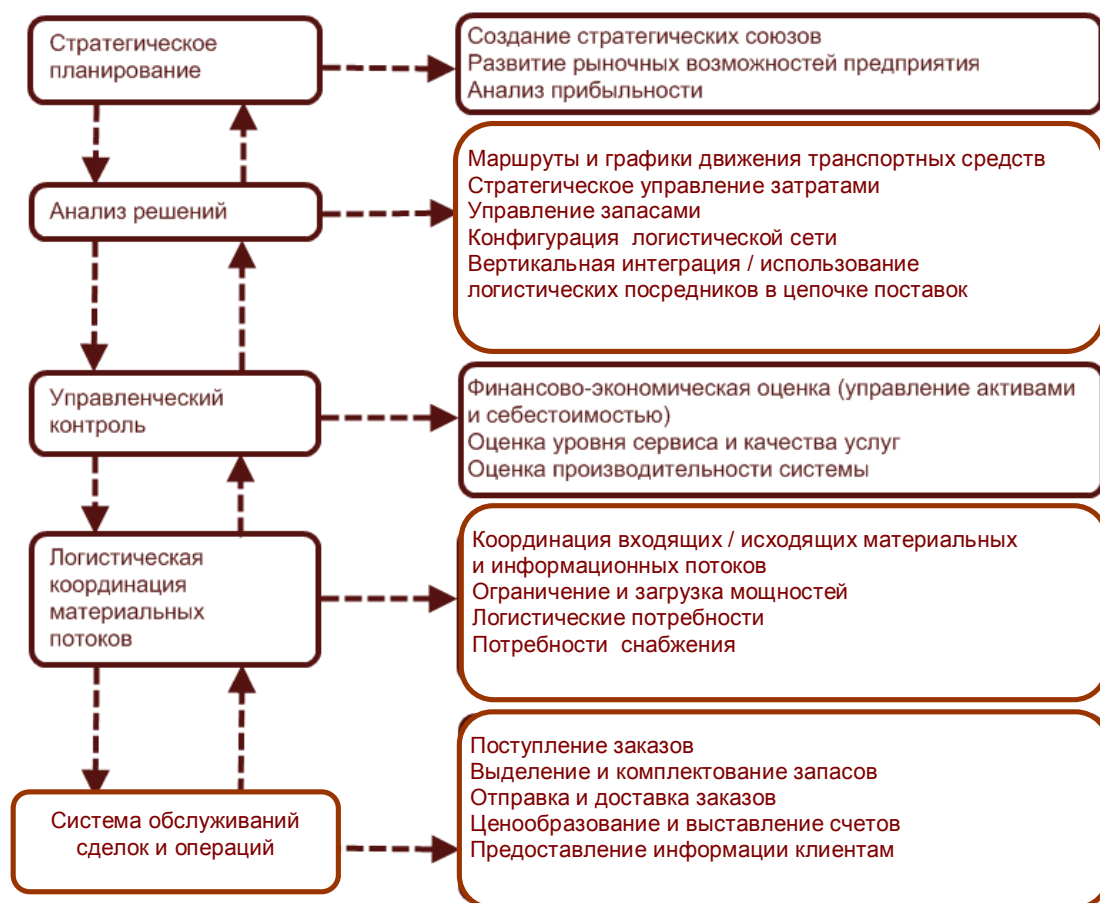 Стратегическое
планирование
Создание стратегических союзов
Развитие рыночных возможностей предприятия
Анализ прибыльности
Анализ решений
Маршруты и графики движения транспортных средств
Стратегическое управление затратами
Управление запасами
Конфигурация логистической сети
Вертикальная интеграция / использование
логистических посредников в цепочке поставок
Управленческий
контроль
Финансово-экономическая оценка (управление активами
и себестоимостью)
Оценка уровня сервиса и качества услуг
Оценка производительности системы
Логистическая
координация
материальных
потоков
Координация входящих / исходящих материальных
и информационных потоков
Ограничение и загрузка мощностей
Логистические потребности
Потребности снабжения
Система обслуживаний
сделок и операций
Поступление заказов
Выделение и комплектование запасов
Отправка и доставка заказов
Ценообразование и выставление счетов
Предоставление информации клиентам